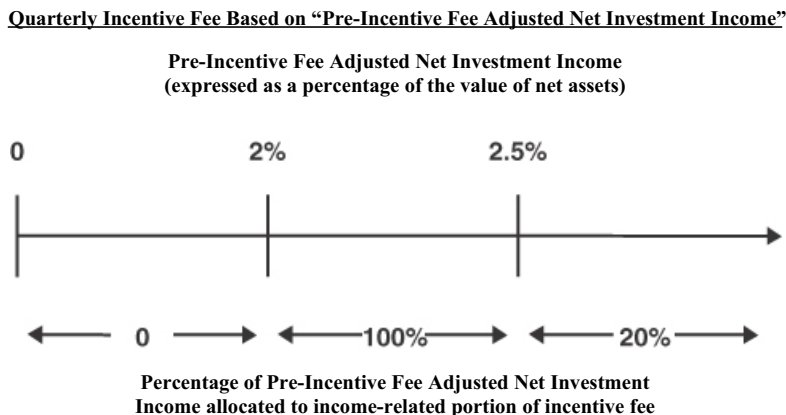 Quarterly Incentive Fee Based on “Pre-Incentive Fee Adjusted Net Investment Income”
Pre-Incentive Fee Adjusted Net Investment Income
(expressed as a percentage of the value of net assets)
0 2% 2.5%
0 100% 20%
Percentage of Pre-Incentive Fee Adjusted Net Investment
Income allocated to income-related portion of incentive fee